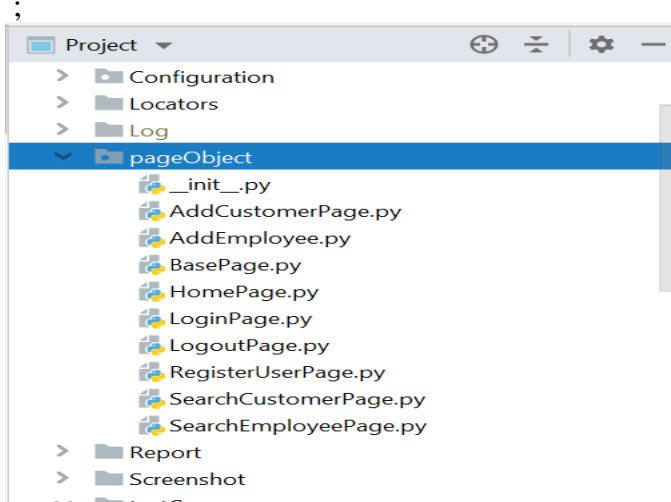 ;
Project
Configuration
Locators
Log
pageObject
__init__.py
AddCustomerPage.py
AddEmployee.py
BasePage.py
HomePage.py
LoginPage.py
LogoutPage.py
RegisterUserPage.py
SearchCustomerPage.py
SearchEmployeePage.py
Report
Screenshot